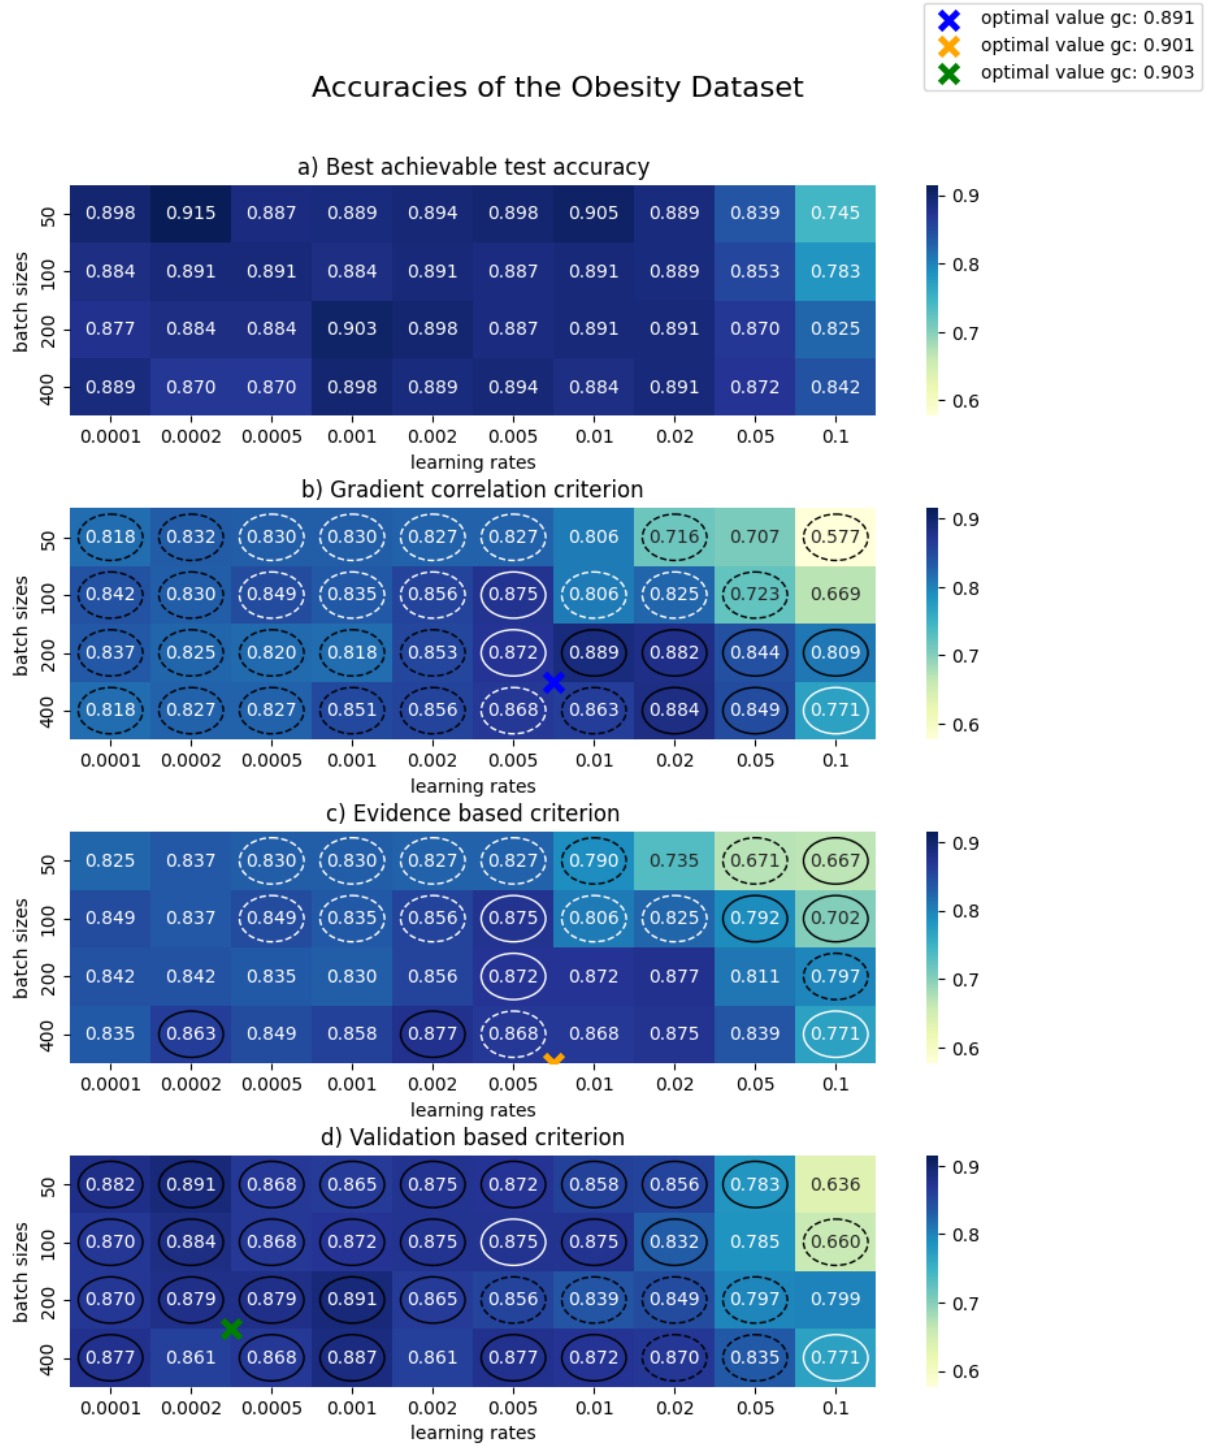 optimal value gc: 0.891
optimal value gc: 0.901
optimal value gc: 0.903
Accuracies of the Obesity Dataset
a) Best achievable test accuracy
batch sizes
50 0.898 0.915 0.887 0.889 0.894 0.898 0.905 0.889 0.839 0.745
100 0.884 0.891 0.891 0.884 0.891 0.887 0.891 0.889 0.853 0.783
200 0.877 0.884 0.884 0.903 0.898 0.887 0.891 0.891 0.870 0.825
400 0.889 0.870 0.870 0.898 0.889 0.894 0.884 0.891 0.872 0.842
0.0001 0.0002 0.0005 0.001 0.002 0.005 0.01 0.02 0.05 0.1
learning rates
0.9
0.8
0.7
0.6
b) Gradient correlation criterion
batch sizes
50 0.818 0.832 0.830 0.830 0.827 0.827 0.806 0.716 0.707 0.577
100 0.842 0.830 0.849 0.835 0.856 0.875 0.806 0.825 0.723 0.669
200 0.837 0.825 0.820 0.818 0.853 0.872 0.889 0.882 0.844 0.809
400 0.818 0.827 0.827 0.851 0.856 0.868 0.863 0.884 0.849 0.771
0.0001 0.0002 0.0005 0.001 0.002 0.005 0.01 0.02 0.05 0.1
learning rates
0.9
0.8
0.7
0.6
c) Evidence based criterion
batch sizes
50 0.825 0.837 0.830 0.830 0.827 0.827 0.790 0.735 0.671 0.667
100 0.849 0.837 0.849 0.835 0.856 0.875 0.806 0.825 0.792 0.702
200 0.842 0.842 0.835 0.830 0.856 0.872 0.872 0.877 0.811 0.797
400 0.835 0.863 0.849 0.858 0.877 0.868 0.868 0.875 0.839 0.771
0.0001 0.0002 0.0005 0.001 0.002 0.005 0.01 0.02 0.05 0.1
learning rates
0.9
0.8
0.7
0.6
d) Validation based criterion
batch sizes
50 0.882 0.891 0.868 0.865 0.875 0.872 0.858 0.856 0.783 0.636
100 0.870 0.884 0.868 0.872 0.875 0.875 0.875 0.832 0.785 0.660
200 0.870 0.879 0.879 0.891 0.865 0.856 0.839 0.849 0.797 0.799
400 0.877 0.861 0.868 0.887 0.861 0.877 0.872 0.870 0.835 0.771
0.0001 0.0002 0.0005 0.001 0.002 0.005 0.01 0.02 0.05 0.1
learning rates
0.9
0.8
0.7
0.6